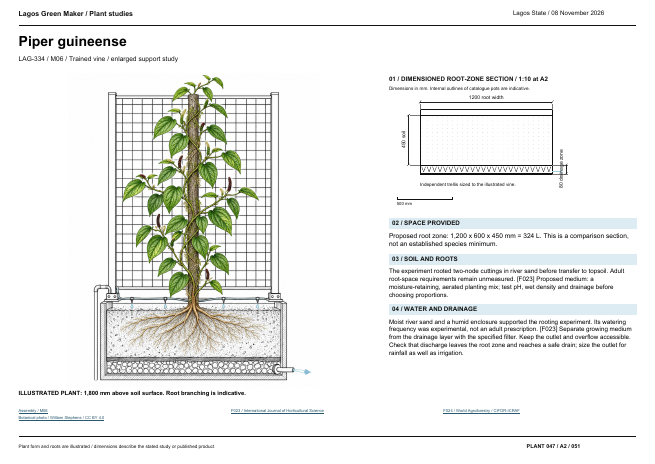 Lagos Green Maker / Plant studies
Lagos State / 08 November 2026
Piper guineense
LAG-334 / M06 / Trained vine / enlarged support study
01 / DIMENSIONED ROOT-ZONE SECTION / 1:10 at A2
Dimensions in mm. Internal outlines of catalogue pots are indicative.
1200 root width
450 soil
80 drainage zone
Independent trellis sized to the illustrated vine.
500 mm
02 / SPACE PROVIDED
Proposed root zone: 1,200 x 600 x 450 mm = 324 L. This is a comparison section,
not an established species minimum.
03 / SOIL AND ROOTS
The experiment rooted two-node cuttings in river sand before transfer to topsoil. Adult
root-space requirements remain unmeasured. [F023] Proposed medium: a
moisture-retaining, aerated planting mix; test pH, wet density and drainage before
choosing proportions.
04 / WATER AND DRAINAGE
Moist river sand and a humid enclosure supported the rooting experiment. Its watering
frequency was experimental, not an adult prescription. [F023] Separate growing medium
from the drainage layer with the specified filter. Keep the outlet and overflow accessible.
Check that discharge leaves the root zone and reaches a safe drain; size the outlet for
rainfall as well as irrigation.
ILLUSTRATED PLANT: 1,800 mm above soil surface. Root branching is indicative.
Assembly / M06
F023 / International Journal of Horticultural Science
F024 / World Agroforestry / CIFOR-ICRAF
Botanical photo / William Stephens / CC BY 4.0
Plant form and roots are illustrated / dimensions describe the stated study or published product
PLANT 047 / A2 / 051